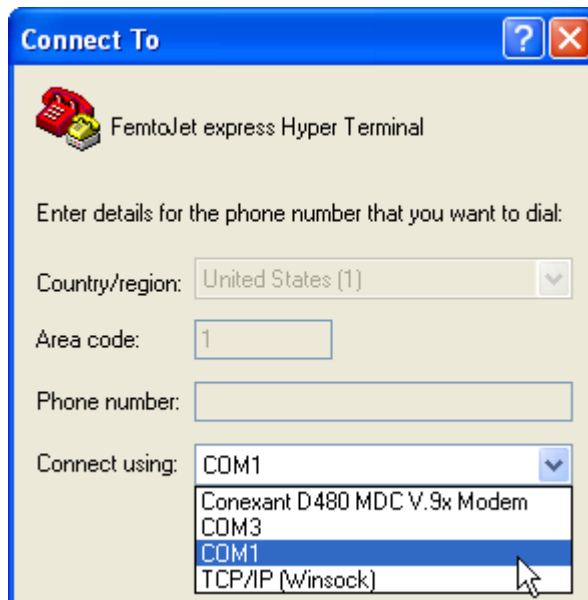 Connect To
FemtoJet express Hyper Terminal
Enter details for the phone number that you want to dial:
Country/region: United States (1)
Area code: 1
Phone number:
Connect using: COM1
Conexant D480 MDC V.9x Modem
COM3
COM1
TCP/IP (Winsock)